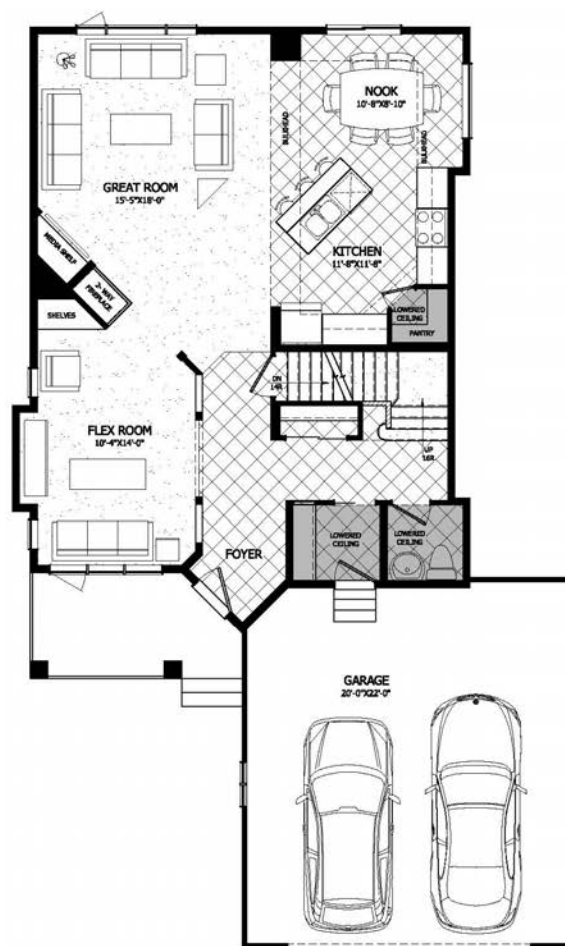 NOOK
10'-8"X8'-10"
BULKHEAD
BULKHEAD
GREAT ROOM
15'-5"X18'-0"
KITCHEN
11'-8"X11'-8"
MEDIA SHELF
2- WAY
FIREPLACE
SHELVES
LOWERED
CEILING
PANTRY
DN
14R
FLEX ROOM
10'-4"X14'-0"
UP
16R
FOYER
LOWERED
CEILING
LOWERED
CEILING
GARAGE
20'-0"X22'-0"